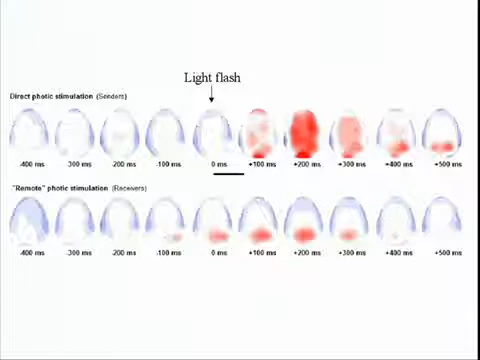 Light flash
Direct photic stimulation (Senders)
-400 ms -300 ms -200 ms -100 ms 0 ms +100 ms +200 ms +300 ms +400 ms +500 ms
"Remote" photic stimulation (Receivers)
-400 ms -300 ms -200 ms -100 ms 0 ms +100 ms +200 ms +300 ms +400 ms +500 ms